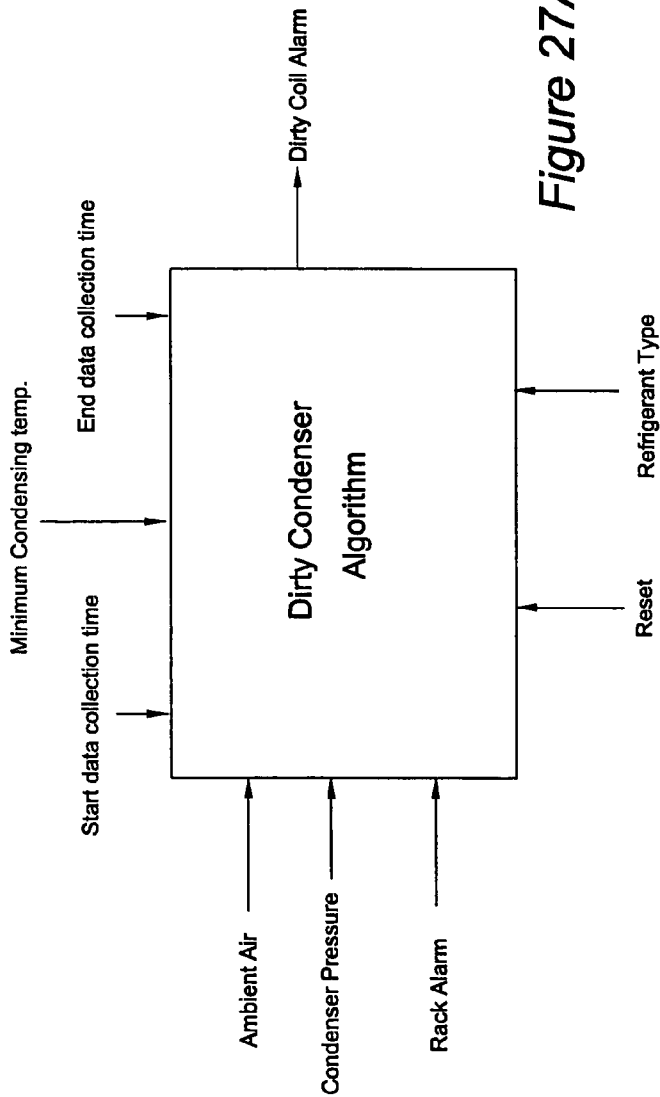 Minimum Condensing temp.
Start data collection time
End data collection time
Ambient Air
Condenser Pressure
Rack Alarm
Dirty Condenser
Algorithm
Dirty Coil Alarm
Reset
Refrigerant Type
Figure 27A